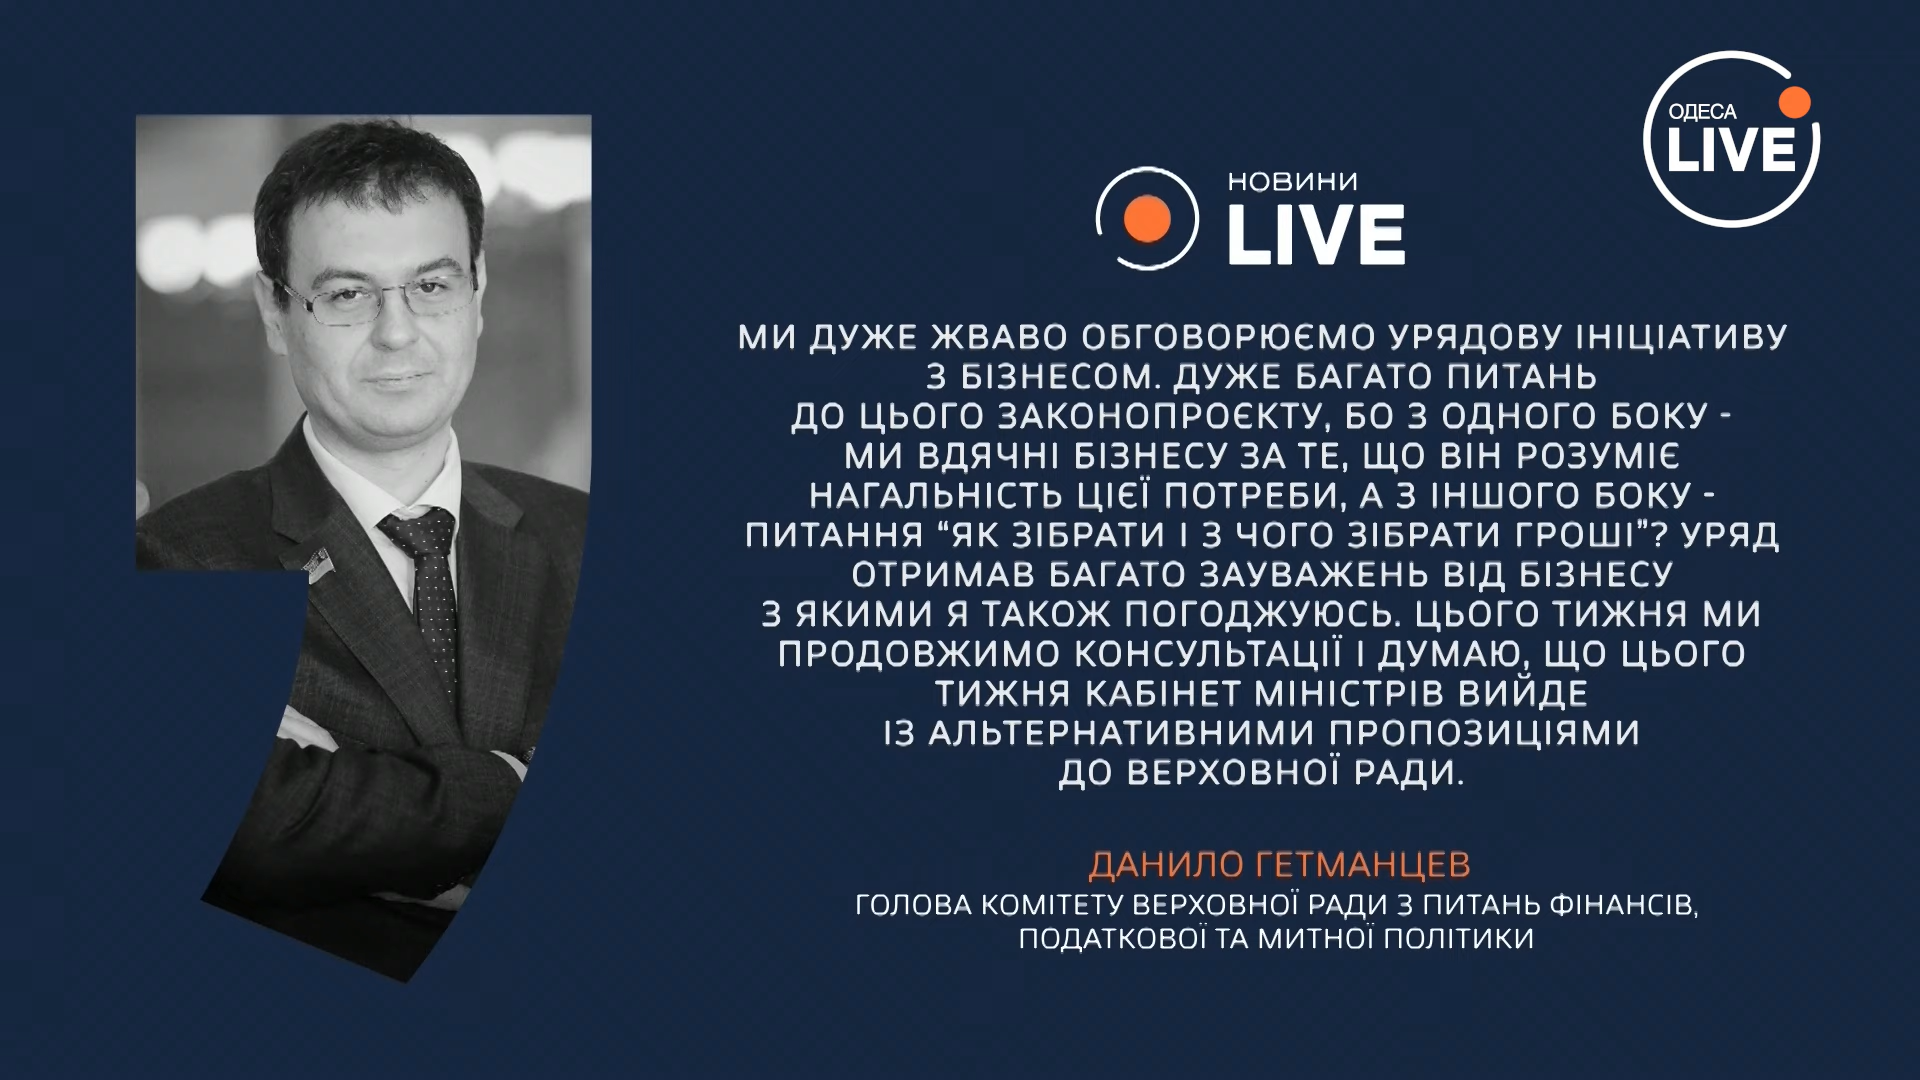 ОДЕСА
LIVE
НОВИНИ
LIVE
МИ ДУЖЕ ЖВАВО ОБГОВОРЮЄМО УРЯДОВУ ІНІЦІАТИВУ
З БІЗНЕСОМ. ДУЖЕ БАГАТО ПИТАНЬ
ДО ЦЬОГО ЗАКОНОПРОЄКТУ, БО З ОДНОГО БОКУ -
МИ ВДЯЧНІ БІЗНЕСУ ЗА ТЕ, ЩО ВІН РОЗУМІЄ
НАГАЛЬНІСТЬ ЦІЄЇ ПОТРЕБИ, А З ІНШОГО БОКУ -
ПИТАННЯ “ЯК ЗІБРАТИ І З ЧОГО ЗІБРАТИ ГРОШІ”? УРЯД
ОТРИМАВ БАГАТО ЗАУВАЖЕНЬ ВІД БІЗНЕСУ
З ЯКИМИ Я ТАКОЖ ПОГОДЖУЮСЬ. ЦЬОГО ТИЖНЯ МИ
ПРОДОВЖИМО КОНСУЛЬТАЦІЇ І ДУМАЮ, ЩО ЦЬОГО
ТИЖНЯ КАБІНЕТ МІНІСТРІВ ВИЙДЕ
ІЗ АЛЬТЕРНАТИВНИМИ ПРОПОЗИЦІЯМИ
ДО ВЕРХОВНОЇ РАДИ.
ДАНИЛО ГЕТМАНЦЕВ
ГОЛОВА КОМІТЕТУ ВЕРХОВНОЇ РАДИ З ПИТАНЬ ФІНАНСІВ,
ПОДАТКОВОЇ ТА МИТНОЇ ПОЛІТИКИ